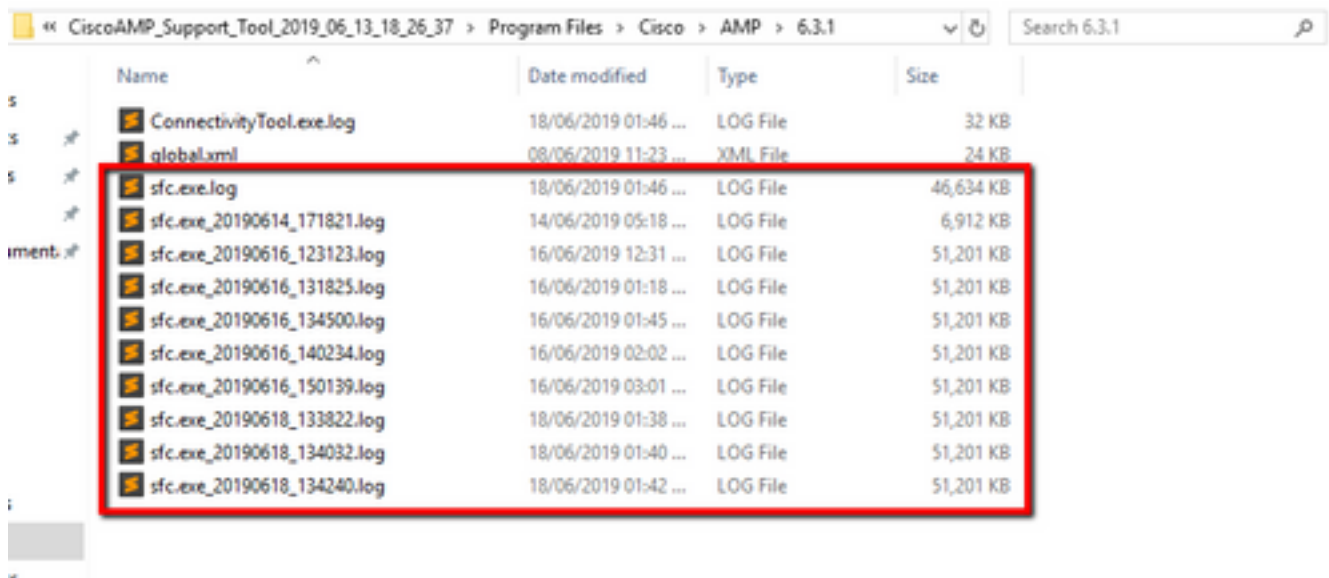 « CiscoAMP_Support_Tool_2019_06_13_18_26_37 > Program Files > Cisco > AMP > 6.3.1 Search 6.3.1
Name Date modified Type Size
ConnectivityTool.exe.log 18/06/2019 01:46 ... LOG File 32 KB
global.xml 08/06/2019 11:23 ... XML File 24 KB
sfc.exe.log 18/06/2019 01:46 ... LOG File 46,634 KB
sfc.exe_20190614_171821.log 14/06/2019 05:18 ... LOG File 6,912 KB
sfc.exe_20190616_123123.log 16/06/2019 12:31 ... LOG File 51,201 KB
sfc.exe_20190616_131825.log 16/06/2019 01:18 ... LOG File 51,201 KB
sfc.exe_20190616_134500.log 16/06/2019 01:45 ... LOG File 51,201 KB
sfc.exe_20190616_140234.log 16/06/2019 02:02 ... LOG File 51,201 KB
sfc.exe_20190616_150139.log 16/06/2019 03:01 ... LOG File 51,201 KB
sfc.exe_20190618_133822.log 18/06/2019 01:38 ... LOG File 51,201 KB
sfc.exe_20190618_134032.log 18/06/2019 01:40 ... LOG File 51,201 KB
sfc.exe_20190618_134240.log 18/06/2019 01:42 ... LOG File 51,201 KB